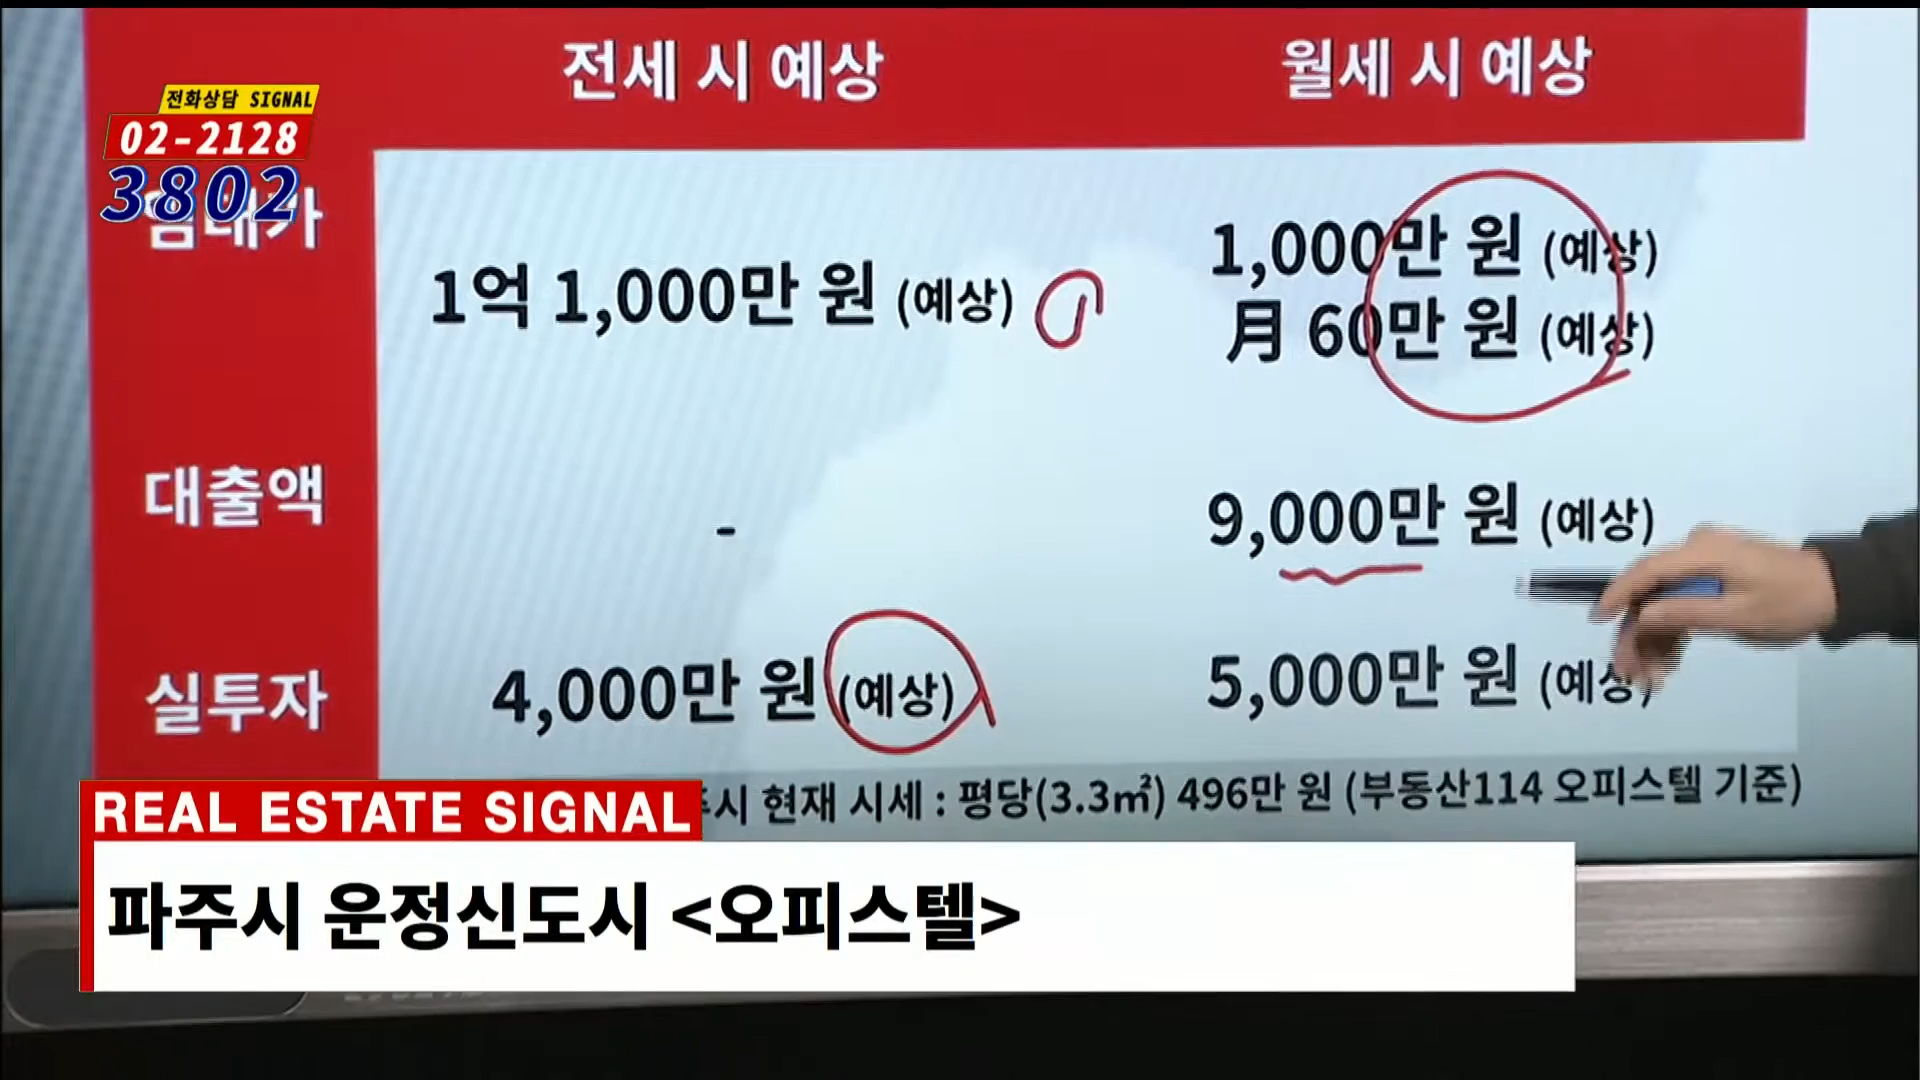 전세 시 예상
월세 시 예상
전화상담 SIGNAL
02-2128
3802
1억 1,000만 원 (예상)
1,000만 원 (예상)
月 60만 원 (예상)
대출액
-
9,000만 원 (예상)
실투자
4,000만 원 (예상)
5,000만 원 (예상)
시 현재 시세 : 평당(3.3㎡) 496만 원 (부동산114 오피스텔 기준)
REAL ESTATE SIGNAL
파주시 운정신도시 <오피스텔>